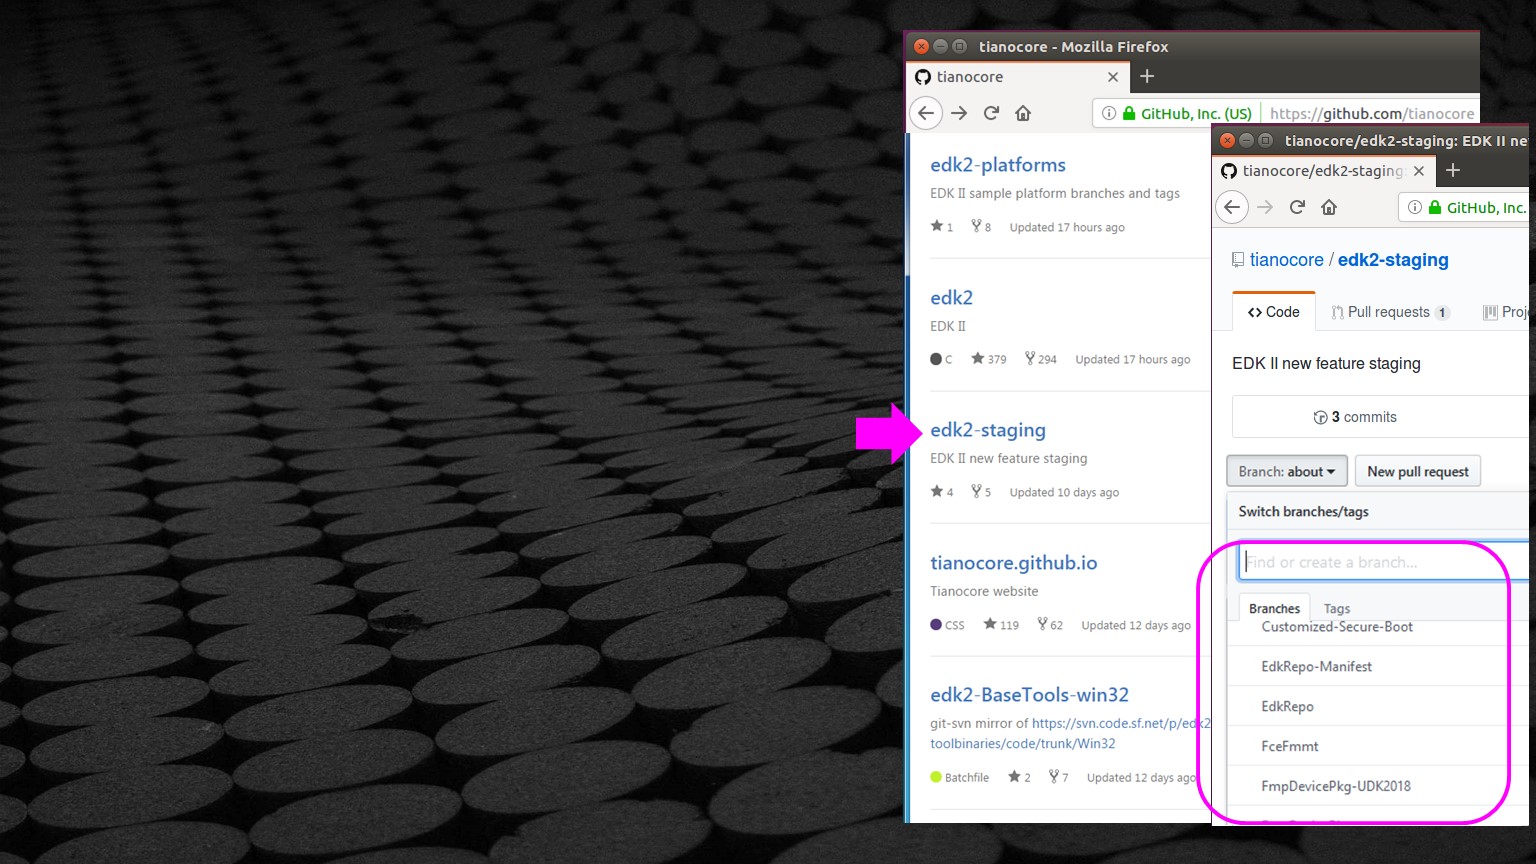 tianocore - Mozilla Firefox
tianocore
GitHub, Inc. (US) https://github.com/tianocore
edk2-platforms
EDK II sample platform branches and tags
1 8 Updated 17 hours ago
edk2
EDK II
C 379 294 Updated 17 hours ago
edk2-staging
EDK II new feature staging
4 5 Updated 10 days ago
tianocore.github.io
Tianocore website
CSS 119 62 Updated 12 days ago
edk2-BaseTools-win32
git-svn mirror of https://svn.code.sf.net/p/edk2
toolbinaries/code/trunk/Win32
Batchfile 2 7 Updated 12 days ago
tianocore/edk2-staging: EDK II ne
tianocore/edk2-staging:
GitHub, Inc.
tianocore / edk2-staging
Code Pull requests 1 Proj
EDK II new feature staging
3 commits
Branch: about New pull request
Switch branches/tags
Find or create a branch...
Branches Tags
Customized-Secure-Boot
EdkRepo-Manifest
EdkRepo
FceFmmt
FmpDevicePkg-UDK2018